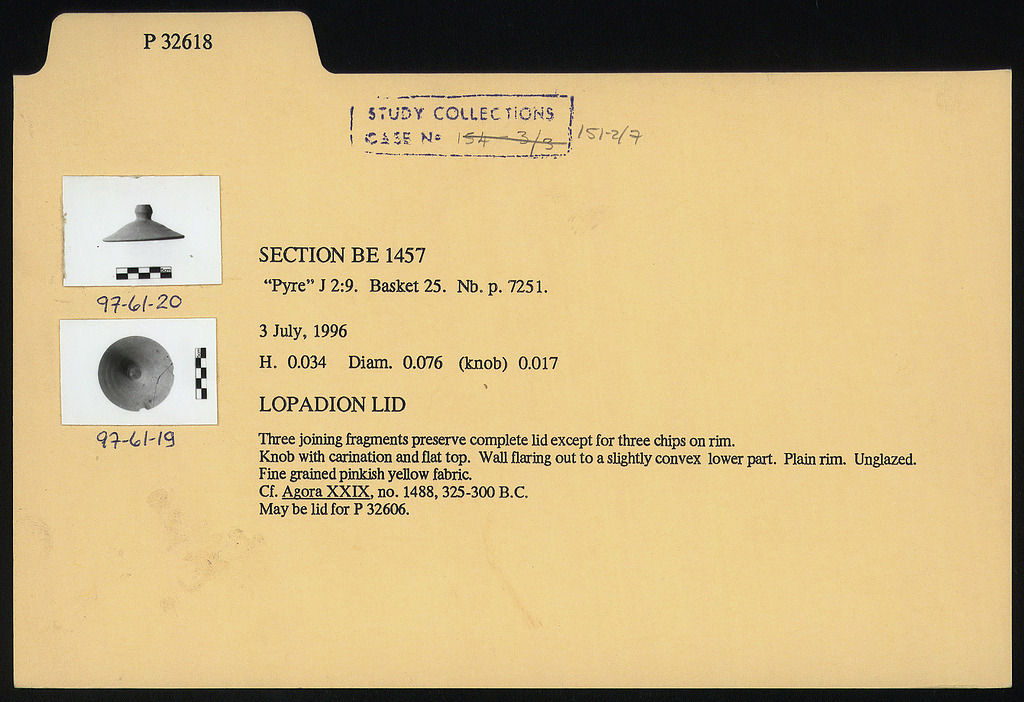 P 32618
STUDY COLLECTIONS
CASE No 154-3/3 151-2/7
97-61-20
97-61-19
SECTION BE 1457
“Pyre” J 2:9. Basket 25. Nb. p. 7251.
3 July, 1996
H. 0.034 Diam. 0.076 (knob) 0.017
LOPADION LID
Three joining fragments preserve complete lid except for three chips on rim.
Knob with carination and flat top. Wall flaring out to a slightly convex lower part. Plain rim. Unglazed.
Fine grained pinkish yellow fabric.
Cf. Agora XXIX, no. 1488, 325-300 B.C.
May be lid for P 32606.